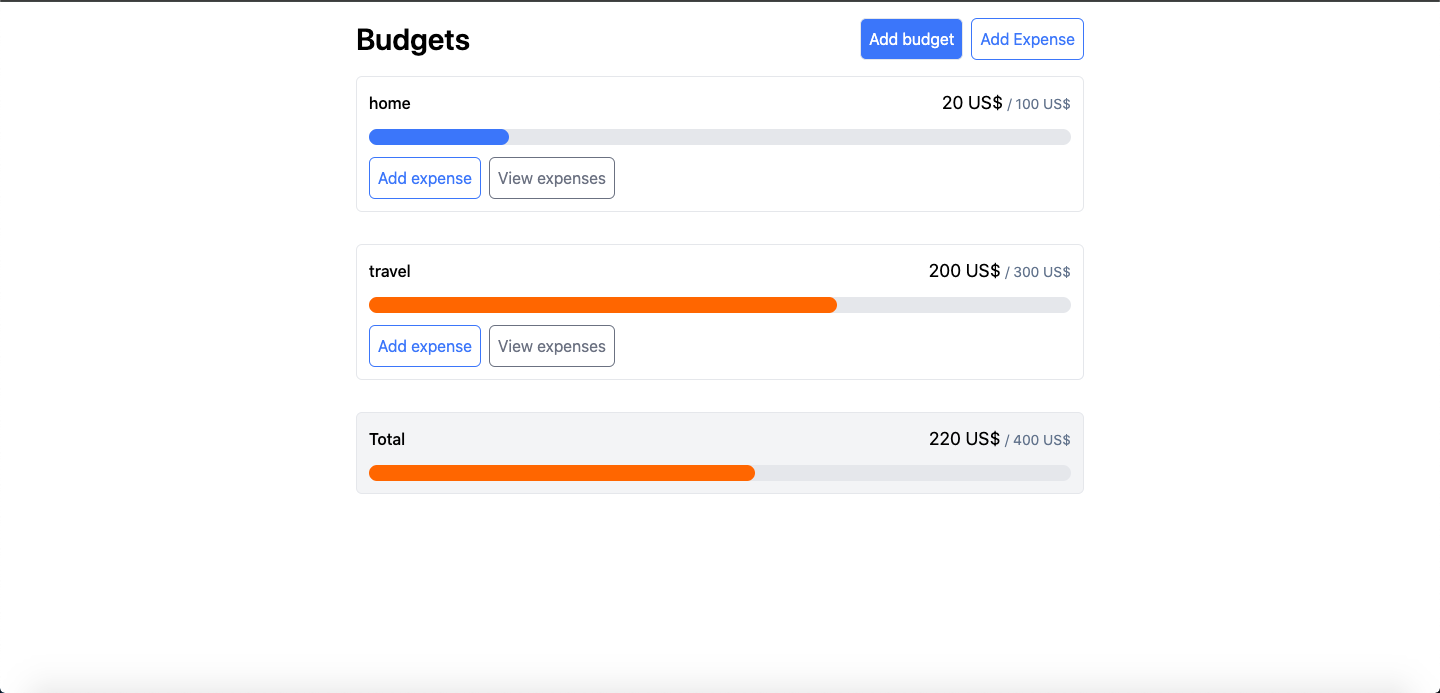 Budgets Add budget Add Expense
home 20 US$ / 100 US$
Add expense View expenses
travel 200 US$ / 300 US$
Add expense View expenses
Total 220 US$ / 400 US$